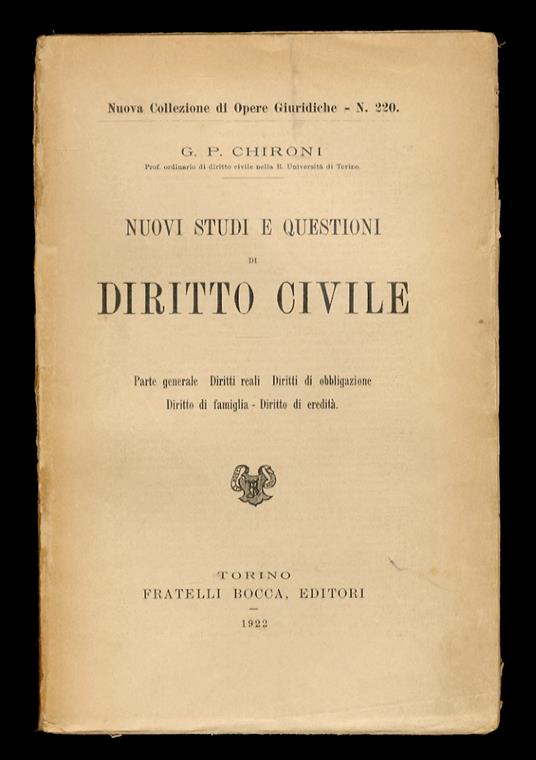 Nuova Collezione di Opere Giuridiche - N. 220.
G. P. CHIRONI
Prof. ordinario di diritto civile nella R. Università di Torino.
NUOVI STUDI E QUESTIONI
DI
DIRITTO CIVILE
Parte generale Diritti reali Diritti di obbligazione
Diritto di famiglia - Diritto di eredità.
TORINO
FRATELLI BOCCA, EDITORI
1922